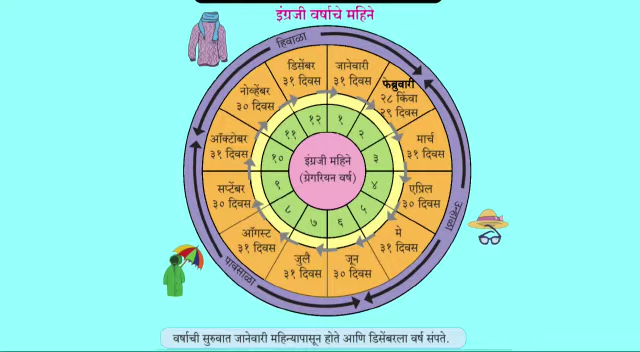 इंग्रजी वर्षाचे महिने
हिवाळा
जानेवारी
३१ दिवस
फेब्रुवारी
२८ किंवा
२९ दिवस
मार्च
३१ दिवस
एप्रिल
३० दिवस
मे
३१ दिवस
जून
३० दिवस
जुलै
३१ दिवस
ऑगस्ट
३१ दिवस
सप्टेंबर
३० दिवस
ऑक्टोबर
३१ दिवस
नोव्हेंबर
३० दिवस
डिसेंबर
३१ दिवस
उन्हाळा
पावसाळा
१
२
३
४
५
६
७
८
९
१०
११
१२
इंग्रजी महिने
(ग्रेगरियन वर्ष)
वर्षाची सुरुवात जानेवारी महिन्यापासून होते आणि डिसेंबरला वर्ष संपते.